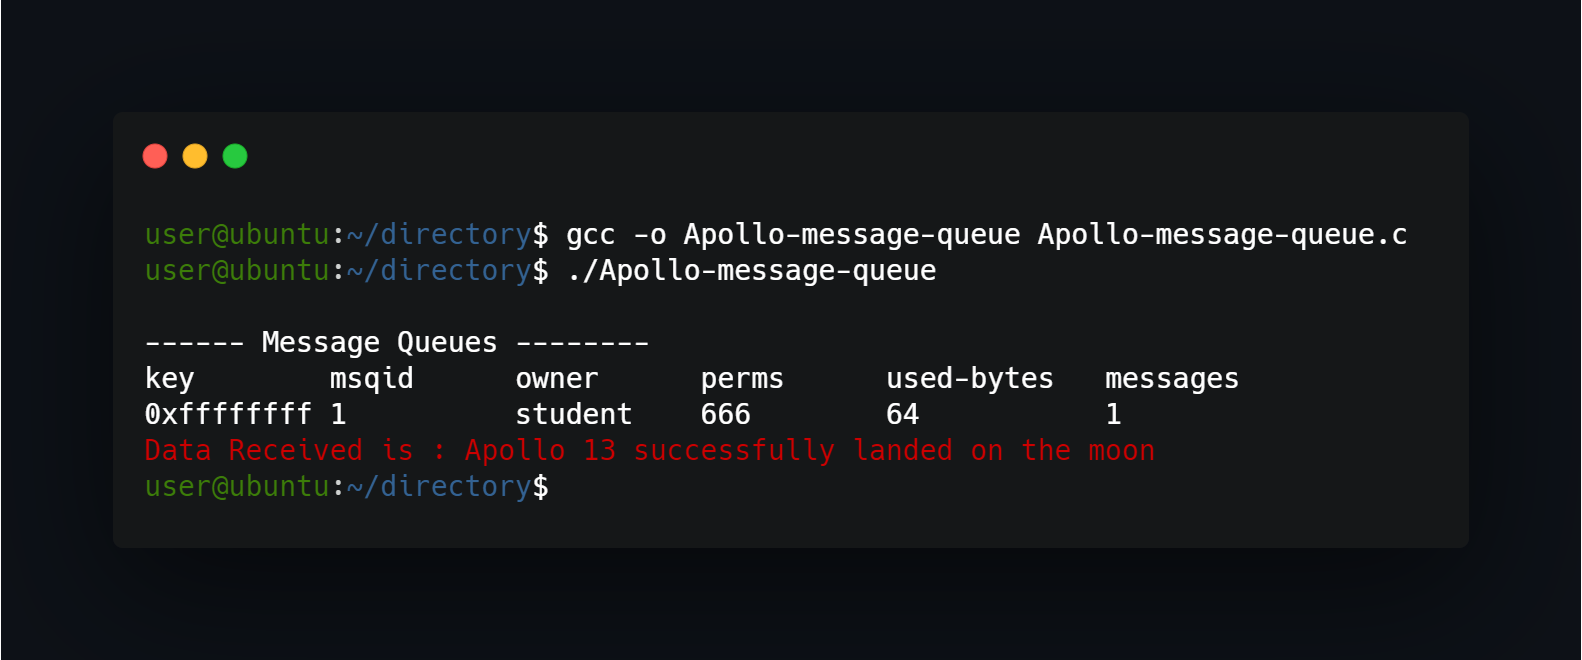 user@ubuntu:~/directory$ gcc -o Apollo-message-queue Apollo-message-queue.c
user@ubuntu:~/directory$ ./Apollo-message-queue
------ Message Queues --------
key        msqid      owner      perms      used-bytes   messages
0xffffffff 1          student    666        64           1
Data Received is : Apollo 13 successfully landed on the moon
user@ubuntu:~/directory$